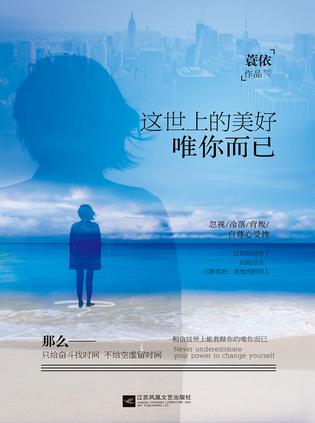 蓑依
作品
这世上的美好
唯你而已
忽视/冷落/背叛/
自尊心受挫
那么——
只给奋斗找时间 不给空虚留时间
相信这世上能救赎你的唯你而已
Never underestimate
your power to change yourself
江苏凤凰文艺出版社